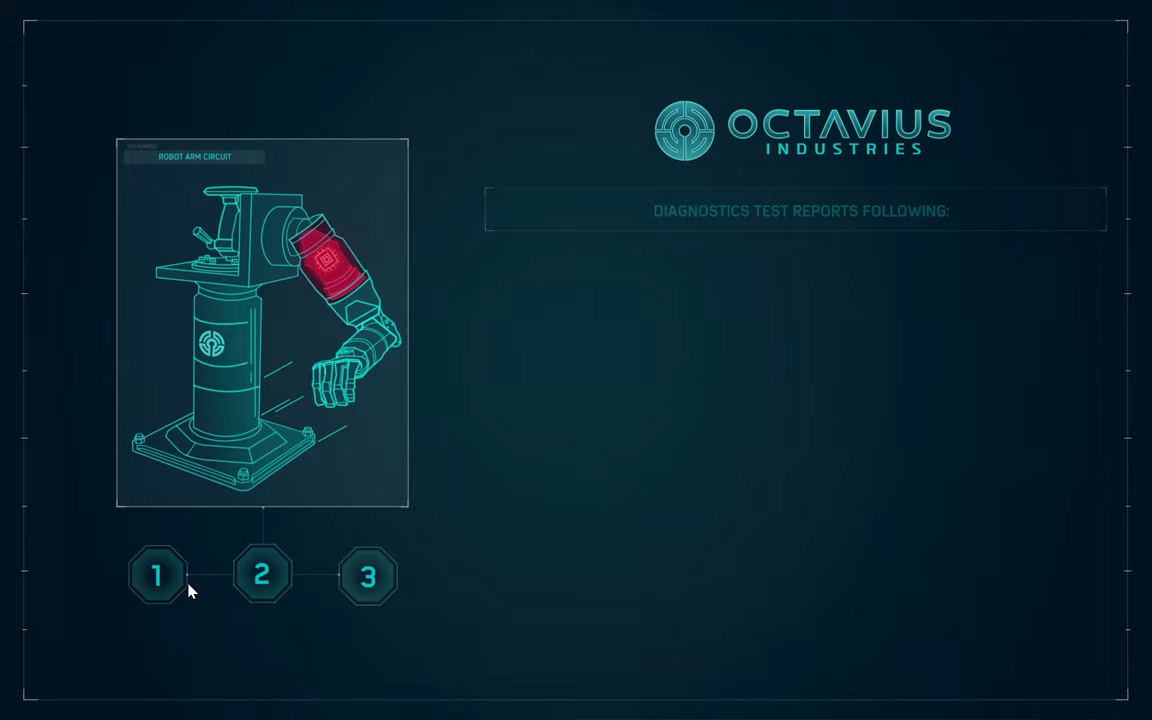 OCTAVIUS
INDUSTRIES
ROBOT ARM CIRCUIT
DIAGNOSTICS TEST REPORTS FOLLOWING:
1
2
3